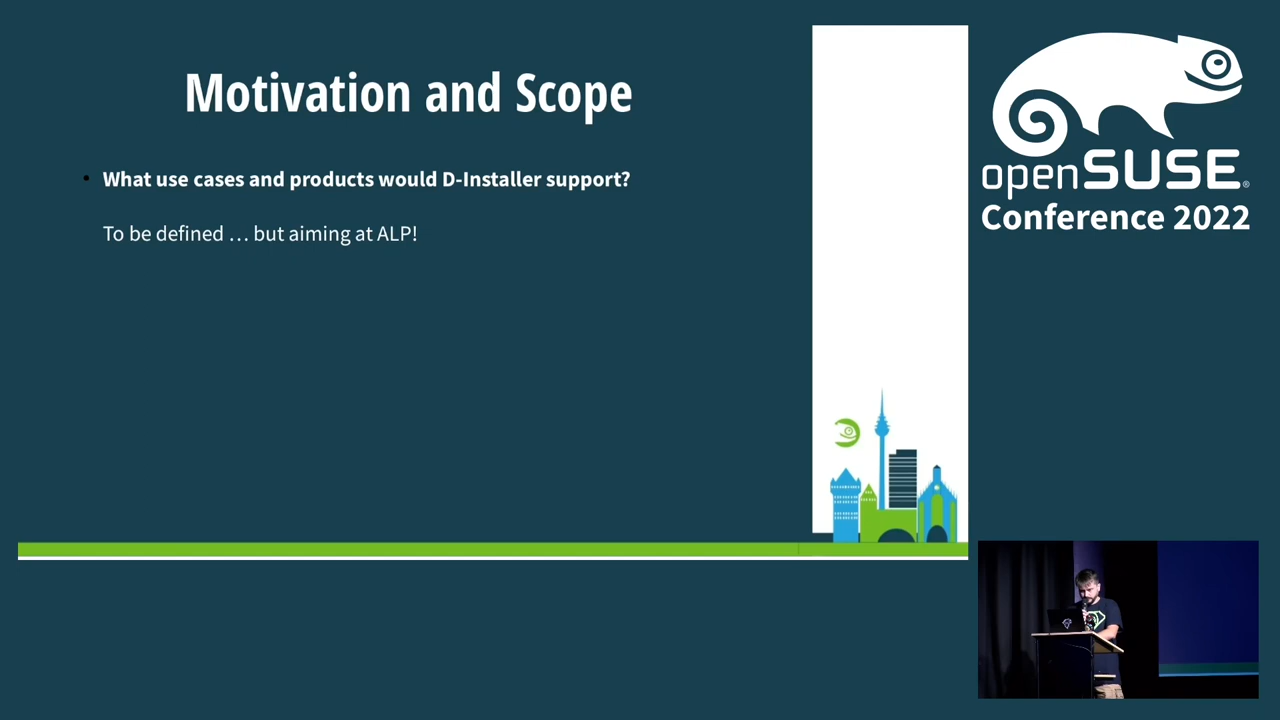 Motivation and Scope
What use cases and products would D-Installer support?
To be defined … but aiming at ALP!
openSUSE®
Conference 2022